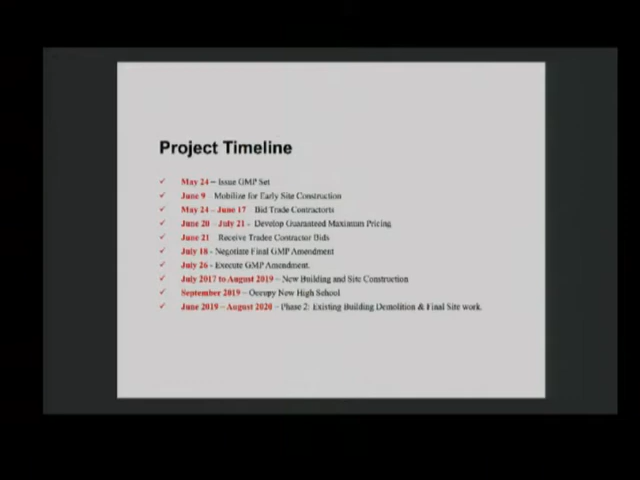 Project Timeline
✓ May 24 – Issue GMP Set
✓ June 9 Mobilize for Early Site Construction
✓ May 24 – June 17 Bid Trade Contractors
✓ June 20 – July 21 - Develop Guaranteed Maximum Pricing
✓ June 21 Receive Tradee Contractor Bids
✓ July 18 - Negotiate Final GMP Amendment
✓ July 26 - Execute GMP Amendment.
✓ July 2017 to August 2019 – New Building and Site Construction
✓ September 2019 – Occupy New High School
✓ June 2019 – August 2020 – Phase 2: Existing Building Demolition & Final Site work.